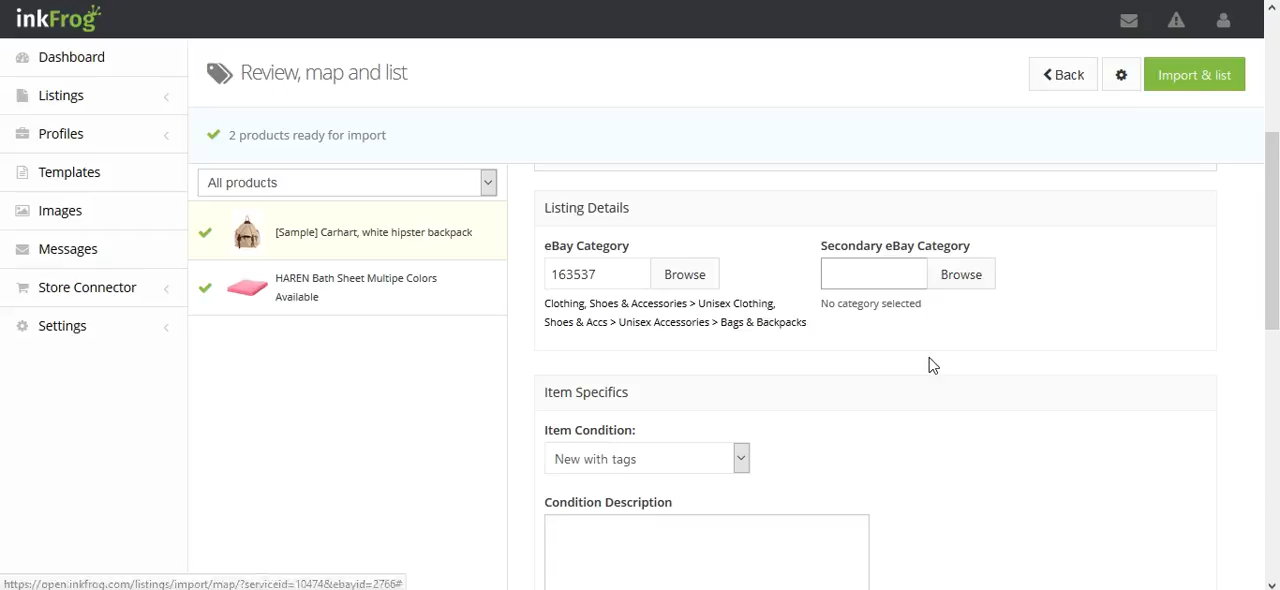 inkFrog
Dashboard
Listings
Profiles
Templates
Images
Messages
Store Connector
Settings
Review, map and list
Back
Import & list
2 products ready for import
All products
[Sample] Carhart, white hipster backpack
HAREN Bath Sheet Multipe Colors
Available
Listing Details
eBay Category
163537
Browse
Clothing, Shoes & Accessories > Unisex Clothing,
Shoes & Accs > Unisex Accessories > Bags & Backpacks
Secondary eBay Category
Browse
No category selected
Item Specifics
Item Condition:
New with tags
Condition Description
https://open.inkfrog.com/listings/import/map/?serviceid=10474&ebayid=2766#